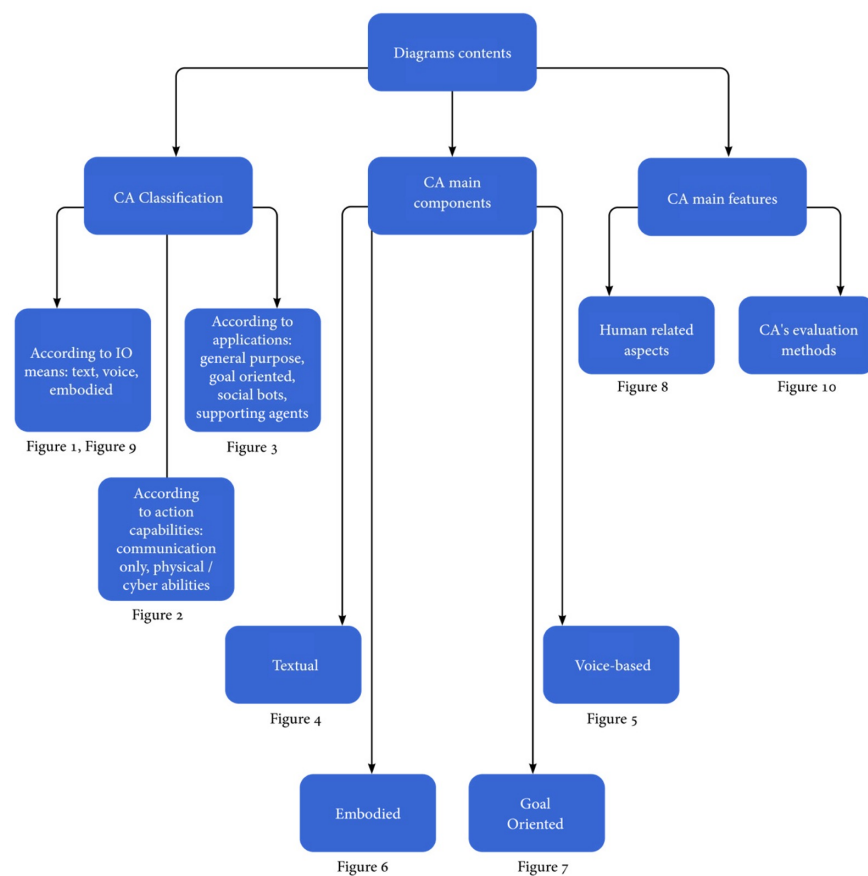 Diagrams contents
CA Classification
CA main
components
CA main features
According to IO
means: text, voice,
embodied
Figure 1, Figure 9
According to
applications:
general purpose,
goal oriented,
social bots,
supporting agents
Figure 3
Human related
aspects
Figure 8
CA's evaluation
methods
Figure 10
According
to action
capabilities:
communication
only, physical /
cyber abilities
Figure 2
Textual
Figure 4
Voice-based
Figure 5
Embodied
Figure 6
Goal
Oriented
Figure 7